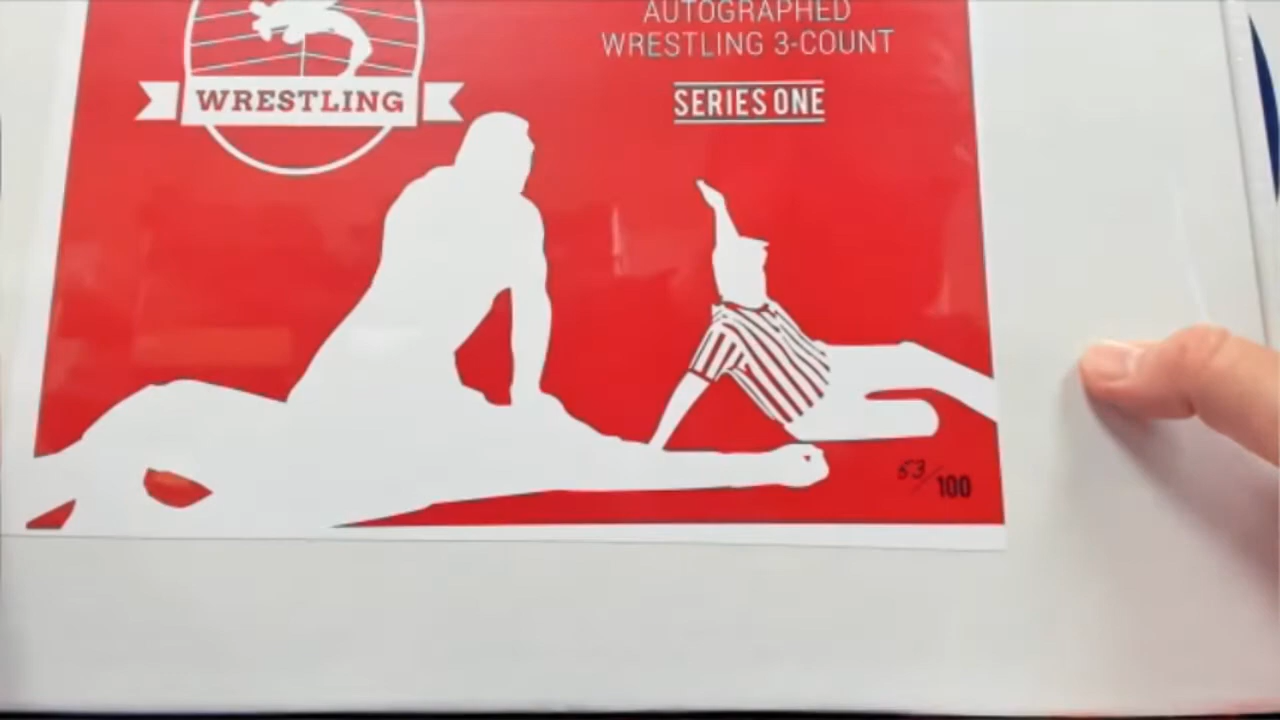 AUTOGRAPHED
WRESTLING 3-COUNT
WRESTLING
SERIES ONE
53/100